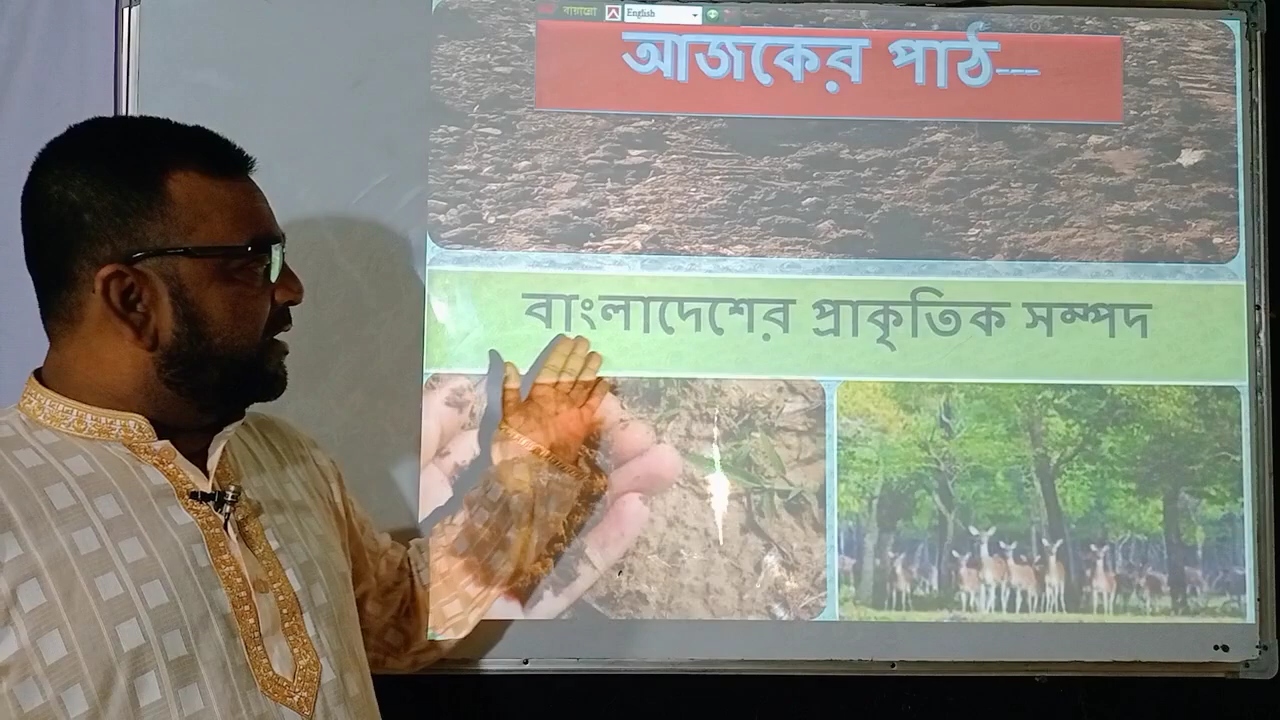 বায়ান্নো English
আজকের পাঠ---
বাংলাদেশের প্রাকৃতিক সম্পদ